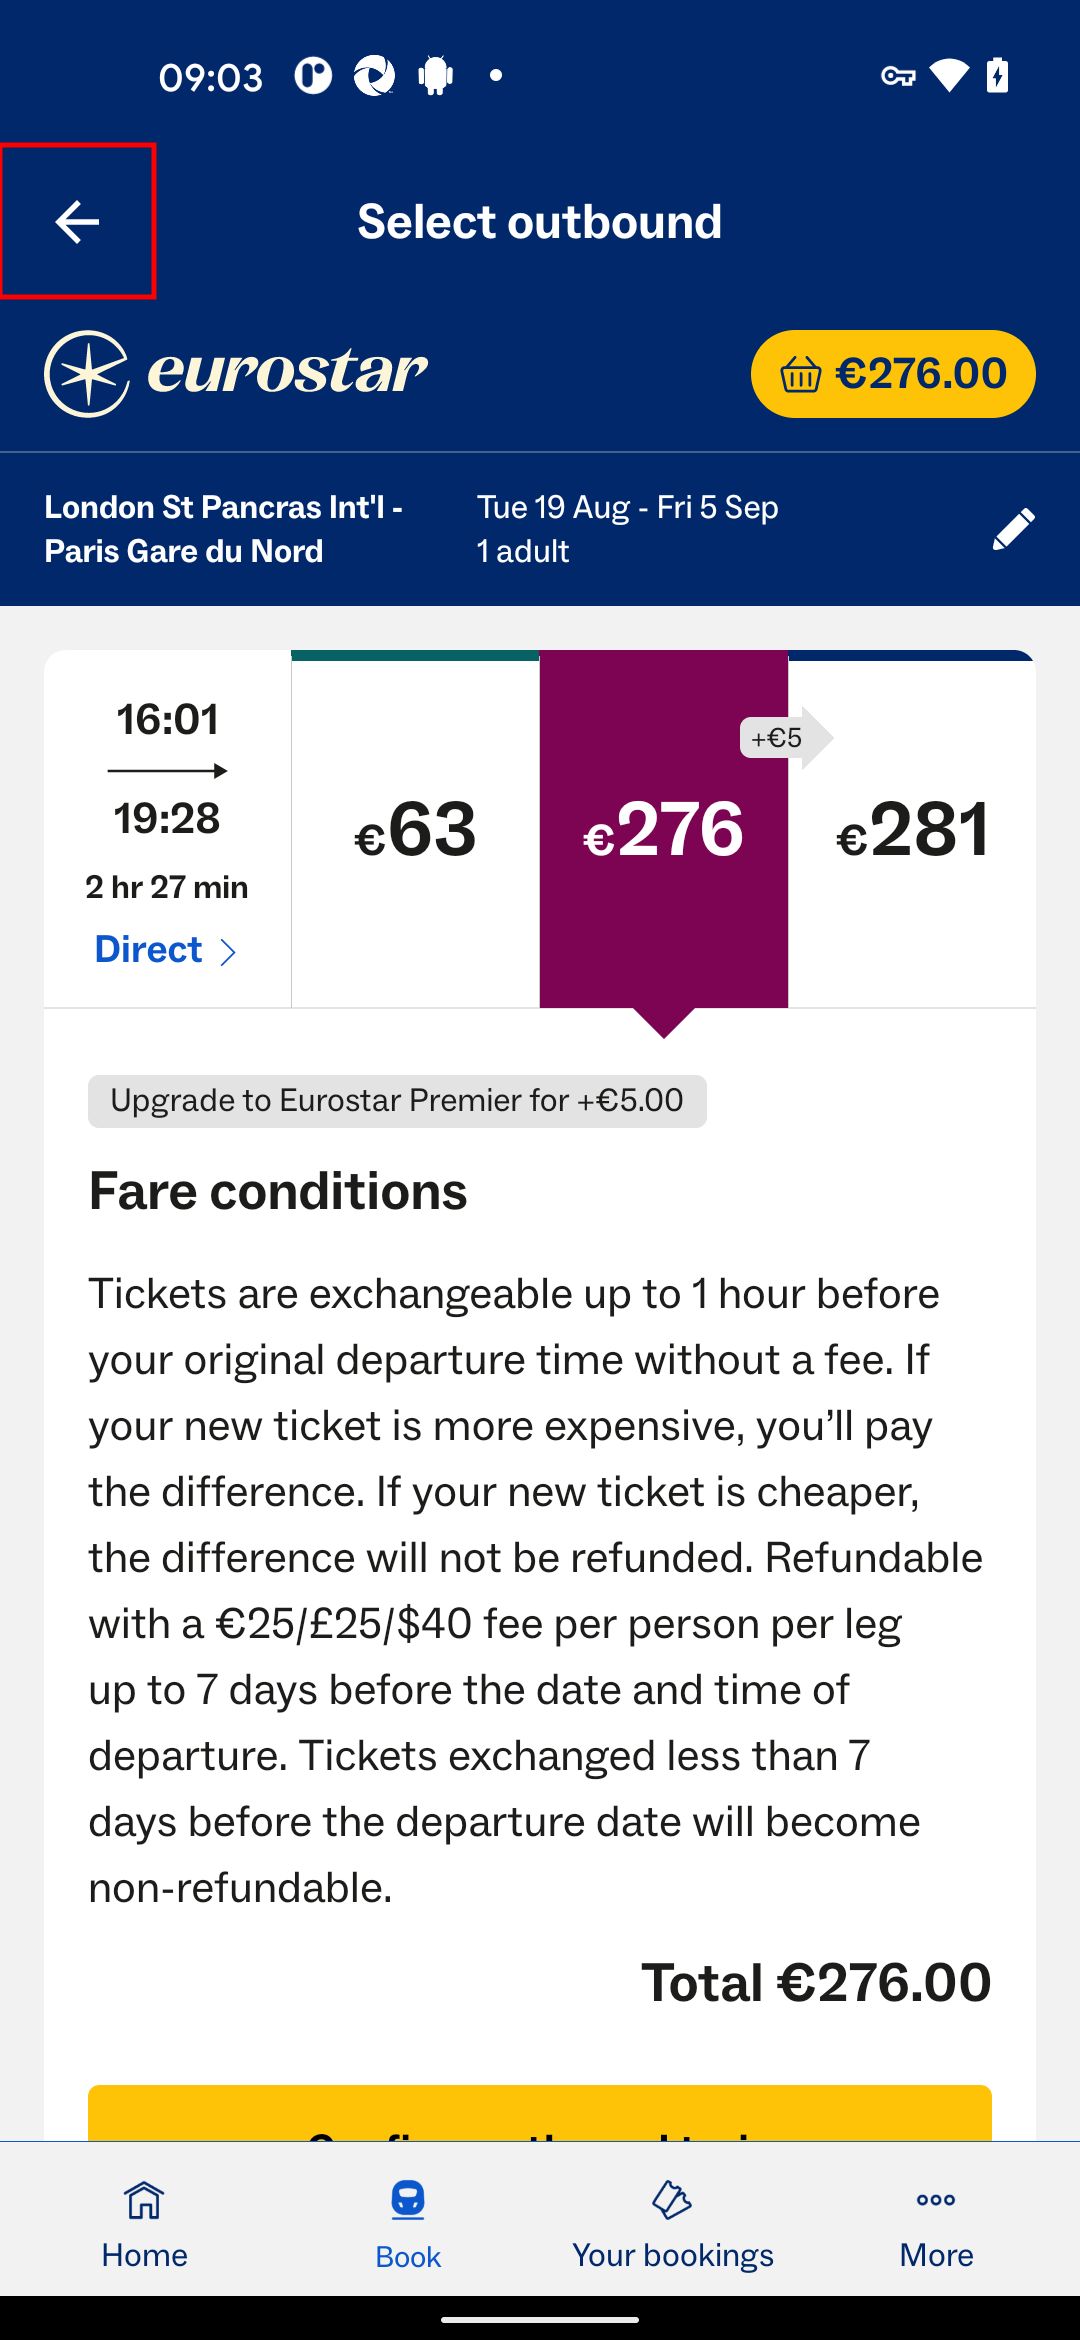 09:03
Select outbound
eurostar
€276.00
London St Pancras Int'l -
Paris Gare du Nord
Tue 19 Aug - Fri 5 Sep
1 adult
16:01
19:28
2 hr 27 min
Direct
€63
+€5
€276
€281
Upgrade to Eurostar Premier for +€5.00
Fare conditions
Tickets are exchangeable up to 1 hour before
your original departure time without a fee. If
your new ticket is more expensive, you’ll pay
the difference. If your new ticket is cheaper,
the difference will not be refunded. Refundable
with a €25/£25/$40 fee per person per leg
up to 7 days before the date and time of
departure. Tickets exchanged less than 7
days before the departure date will become
non-refundable.
Total €276.00
Home
Book
Your bookings
More